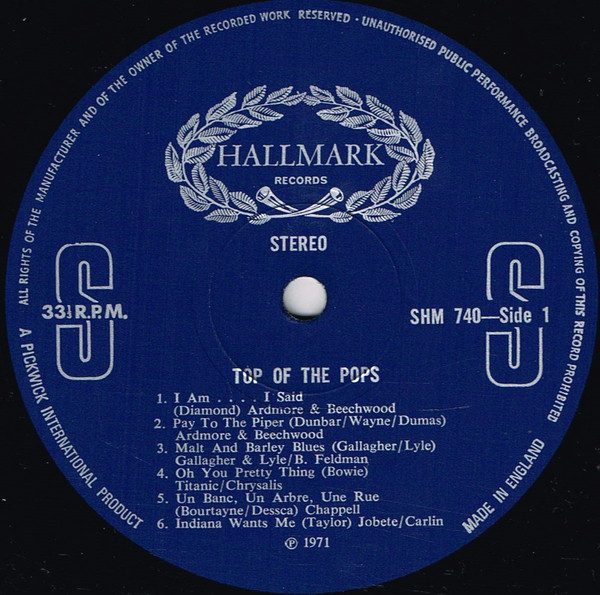 ALL RIGHTS OF THE MANUFACTURER AND OF THE OWNER OF THE RECORDED WORK RESERVED · UNAUTHORISED PUBLIC PERFORMANCE BROADCASTING AND COPYING OF THIS RECORD PROHIBITED
HALLMARK
RECORDS
STEREO
S
33⅓ R.P.M.
S
SHM 740—Side 1
TOP OF THE POPS
1. I Am . . . . I Said
(Diamond) Ardmore & Beechwood
2. Pay To The Piper (Dunbar/Wayne/Dumas)
Ardmore & Beechwood
3. Malt And Barley Blues (Gallagher/Lyle)
Gallagher & Lyle/B. Feldman
4. Oh You Pretty Thing (Bowie)
Titanic/Chrysalis
5. Un Banc, Un Arbre, Une Rue
(Bourtayne/Dessca) Chappell
6. Indiana Wants Me (Taylor) Jobete/Carlin
℗ 1971
A PICKWICK INTERNATIONAL PRODUCT
MADE IN ENGLAND